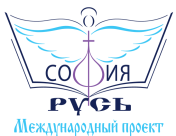 СОФИЯ
РУСЬ
Международный проект